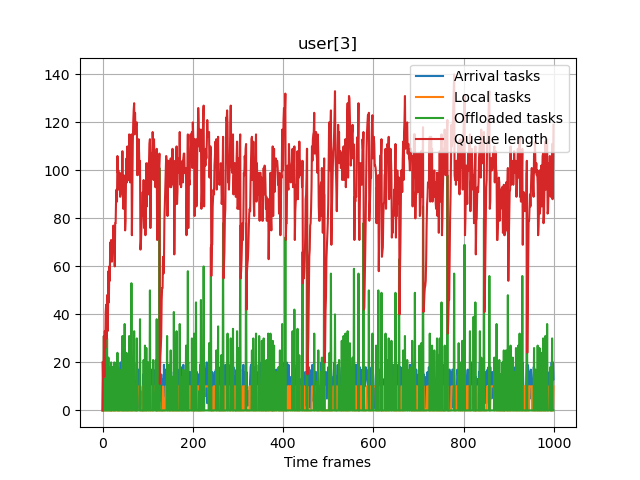 user[3]
140
120
100
80
60
40
20
0
Arrival tasks
Local tasks
Offloaded tasks
Queue length
0 200 400 600 800 1000
Time frames